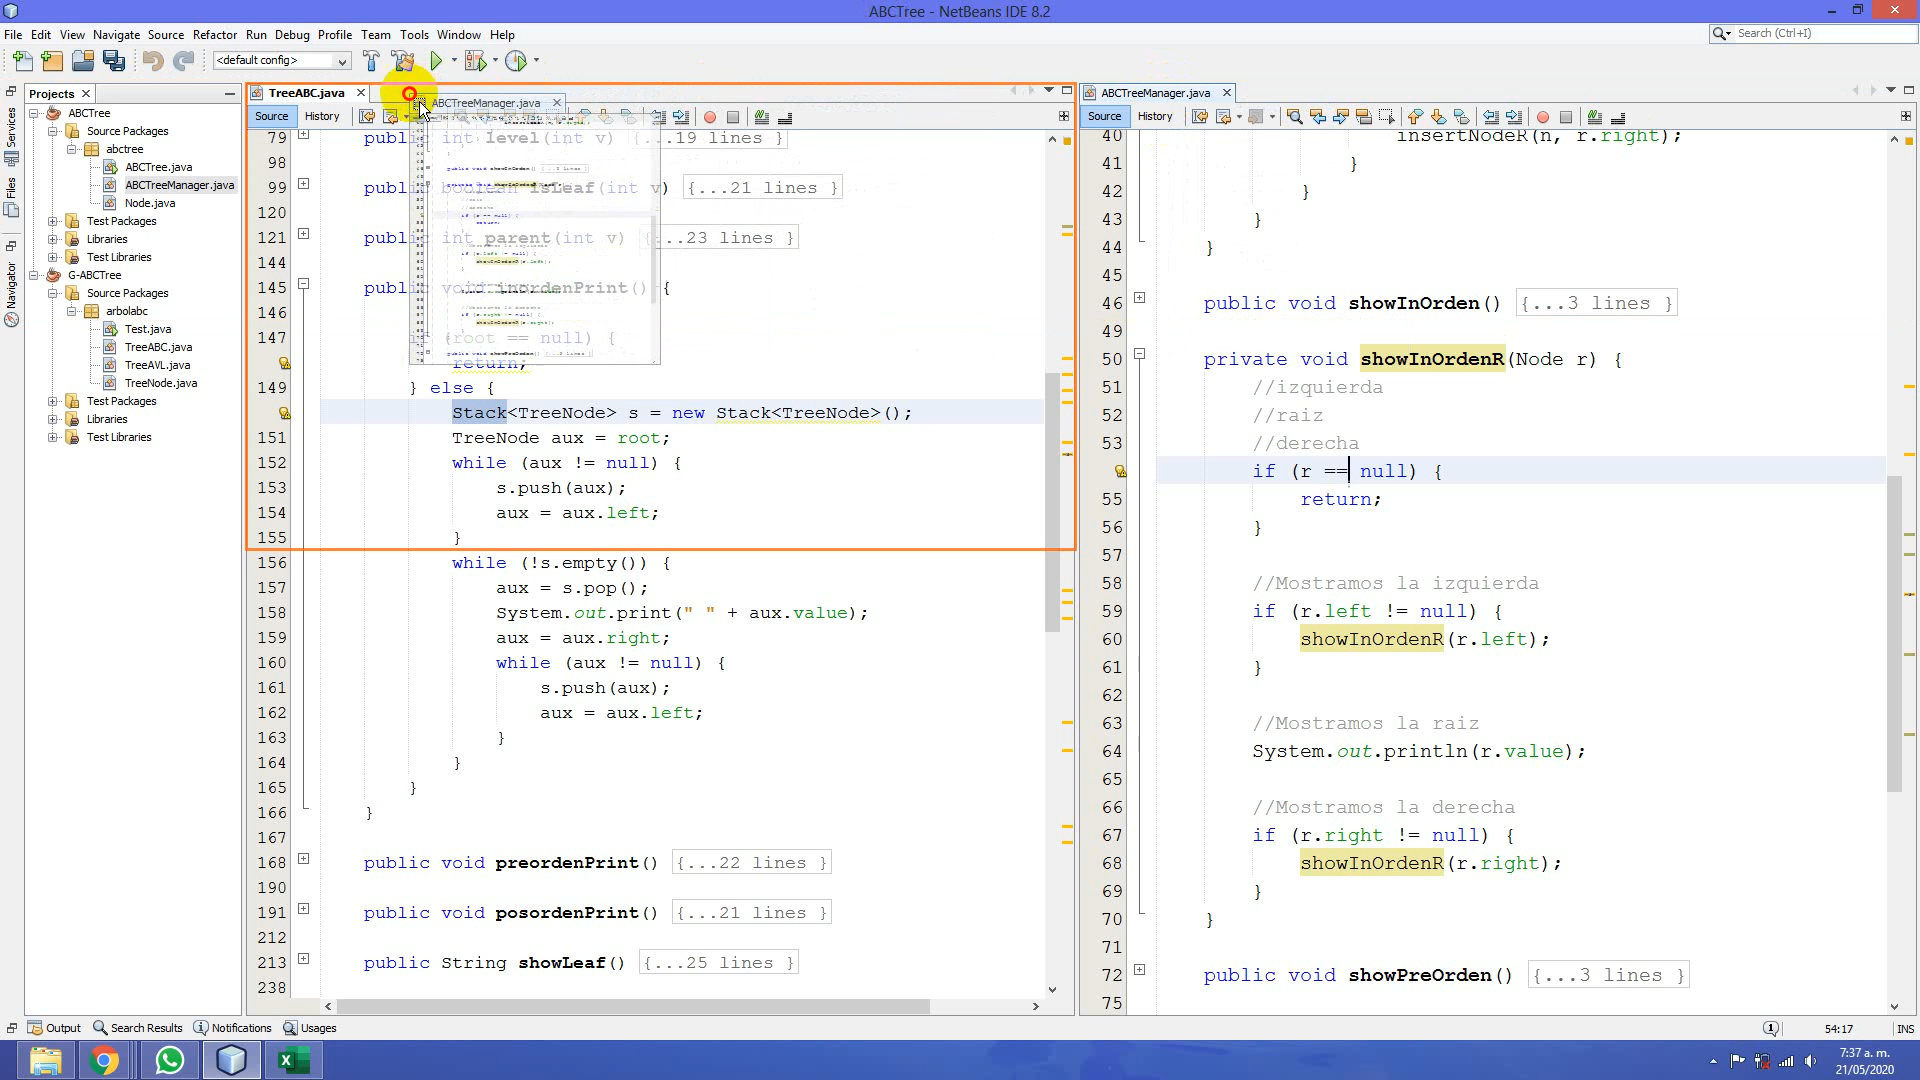 ABCTree - NetBeans IDE 8.2
File Edit View Navigate Source Refactor Run Debug Profile Team Tools Window Help
Search (Ctrl+I)
<default config>
Projects
Services
Files
Navigator
ABCTree
Source Packages
abctree
ABCTree.java
ABCTreeManager.java
Node.java
Test Packages
Libraries
Test Libraries
G-ABCTree
Source Packages
arbolabc
Test.java
TreeABC.java
TreeAVL.java
TreeNode.java
Test Packages
Libraries
Test Libraries
TreeABC.java
ABCTreeManager.java
Source History
79 public int level(int v) {...19 lines }
98
99 public boolean isLeaf(int v) {...21 lines }
120
121 public int parent(int v) {...23 lines }
144
145 public void inordenPrint() {
146
147 if (root == null) {
return;
149 } else {
Stack<TreeNode> s = new Stack<TreeNode>();
151 TreeNode aux = root;
152 while (aux != null) {
153 s.push(aux);
154 aux = aux.left;
155 }
156 while (!s.empty()) {
157 aux = s.pop();
158 System.out.print(" " + aux.value);
159 aux = aux.right;
160 while (aux != null) {
161 s.push(aux);
162 aux = aux.left;
163 }
164 }
165 }
166 }
167
168 public void preordenPrint() {...22 lines }
190
191 public void posordenPrint() {...21 lines }
212
213 public String showLeaf() {...25 lines }
238
ABCTreeManager.java
Source History
40 insertNodeR(n, r.right);
41 }
42 }
43 }
44 }
45
46 public void showInOrden() {...3 lines }
49
50 private void showInOrdenR(Node r) {
51 //izquierda
52 //raiz
53 //derecha
if (r == null) {
55 return;
56 }
57
58 //Mostramos la izquierda
59 if (r.left != null) {
60 showInOrdenR(r.left);
61 }
62
63 //Mostramos la raiz
64 System.out.println(r.value);
65
66 //Mostramos la derecha
67 if (r.right != null) {
68 showInOrdenR(r.right);
69 }
70 }
71
72 public void showPreOrden() {...3 lines }
75
Output Search Results Notifications Usages
1
54:17
INS
7:37 a. m.
21/05/2020